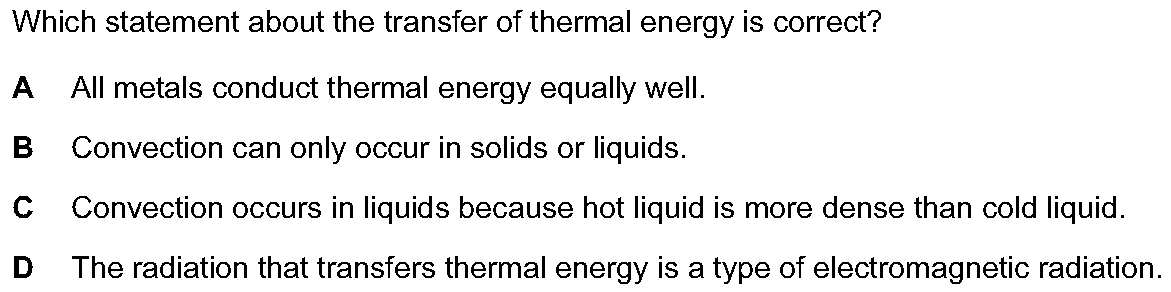 Which statement about the transfer of thermal energy is correct?
A All metals conduct thermal energy equally well.
B Convection can only occur in solids or liquids.
C Convection occurs in liquids because hot liquid is more dense than cold liquid.
D The radiation that transfers thermal energy is a type of electromagnetic radiation.